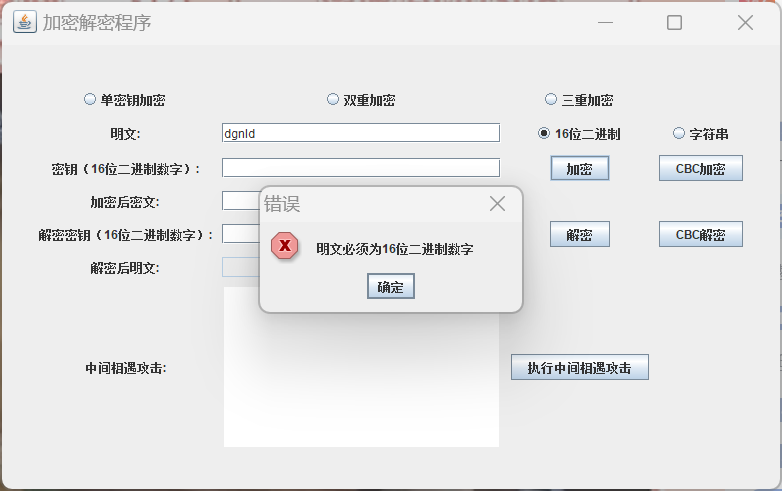 加密解密程序
单密钥加密 双重加密 三重加密
明文: dgnld 16位二进制 字符串
密钥（16位二进制数字）: 加密 CBC加密
加密后密文:
错误
解密密钥（16位二进制数字）: 解密 CBC解密
明文必须为16位二进制数字
解密后明文:
确定
中间相遇攻击: 执行中间相遇攻击